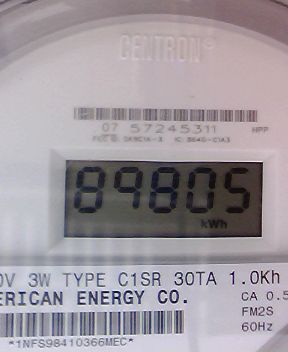 CENTRON®
07 57245311 HPP
89805
kWh
0V 3W TYPE C1SR 30TA 1.0Kh
ERICAN ENERGY CO.
CA 0.5
FM2S
60Hz
*1NFS98410366MEC*